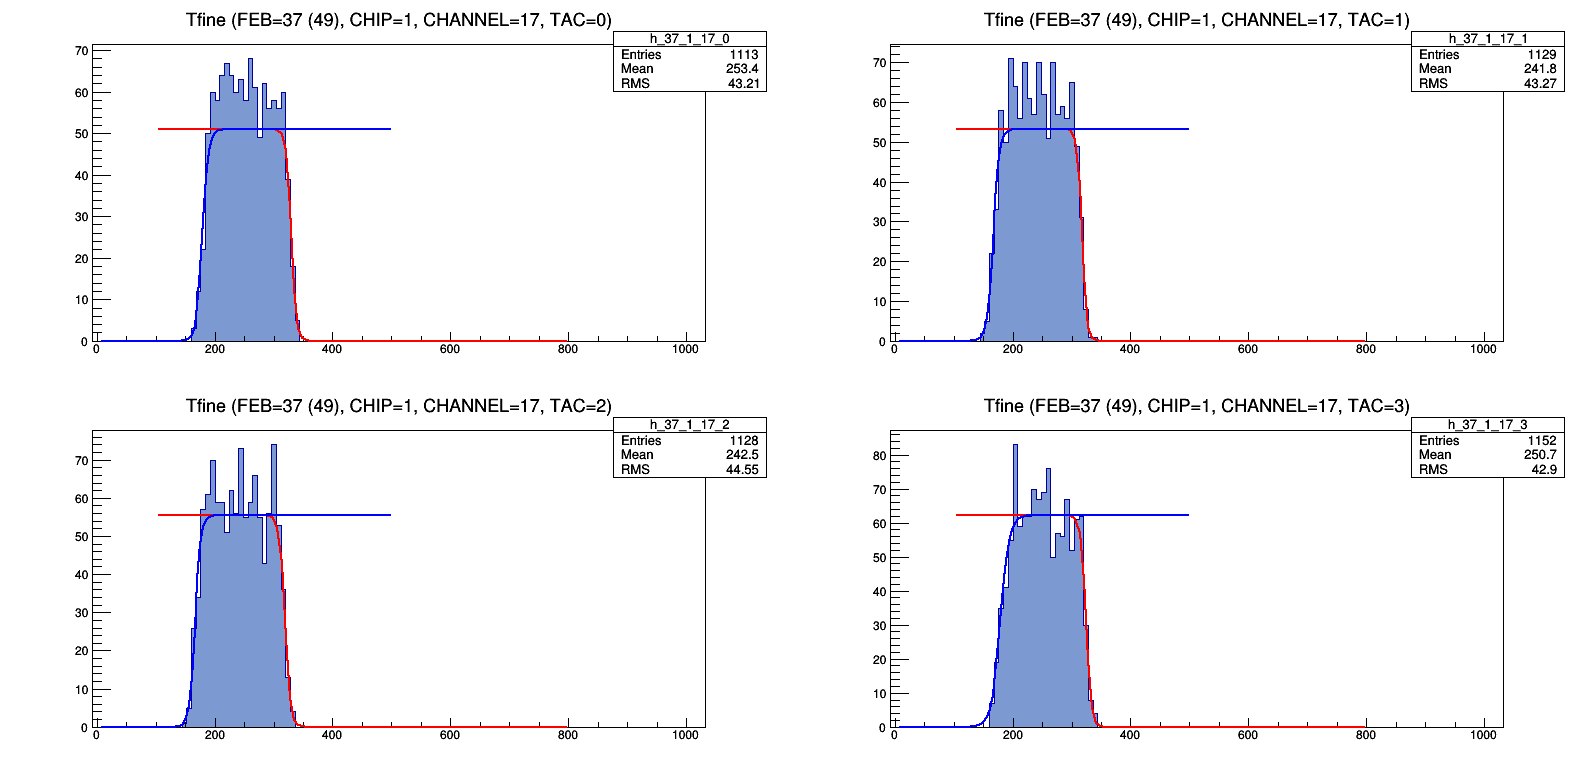 Tfine (FEB=37 (49), CHIP=1, CHANNEL=17, TAC=0)
h_37_1_17_0
Entries 1113
Mean 253.4
RMS 43.21
70
60
50
40
30
20
10
0
0 200 400 600 800 1000
Tfine (FEB=37 (49), CHIP=1, CHANNEL=17, TAC=1)
h_37_1_17_1
Entries 1129
Mean 241.8
RMS 43.27
70
60
50
40
30
20
10
0
0 200 400 600 800 1000
Tfine (FEB=37 (49), CHIP=1, CHANNEL=17, TAC=2)
h_37_1_17_2
Entries 1128
Mean 242.5
RMS 44.55
70
60
50
40
30
20
10
0
0 200 400 600 800 1000
Tfine (FEB=37 (49), CHIP=1, CHANNEL=17, TAC=3)
h_37_1_17_3
Entries 1152
Mean 250.7
RMS 42.9
80
70
60
50
40
30
20
10
0
0 200 400 600 800 1000